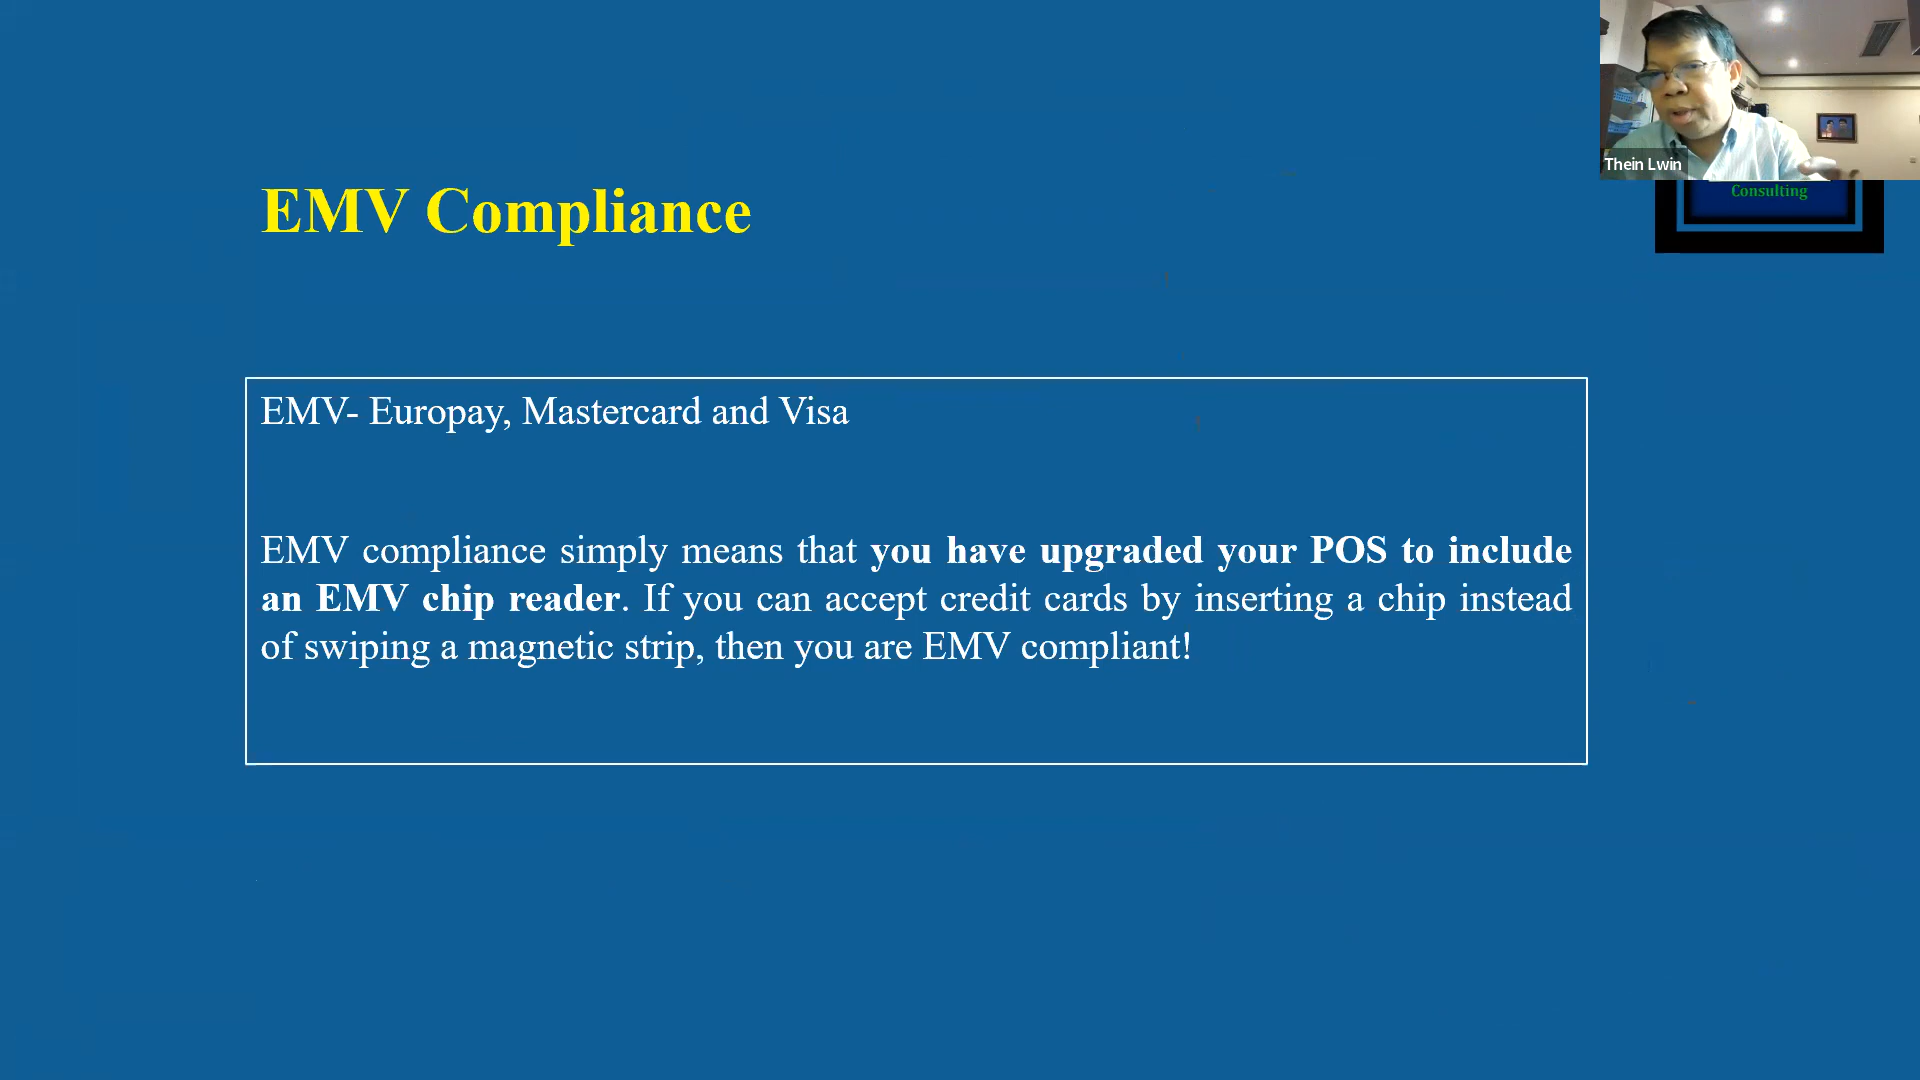 Thein Lwin
Consulting
EMV Compliance
EMV- Europay, Mastercard and Visa
EMV compliance simply means that you have upgraded your POS to include
an EMV chip reader. If you can accept credit cards by inserting a chip instead
of swiping a magnetic strip, then you are EMV compliant!